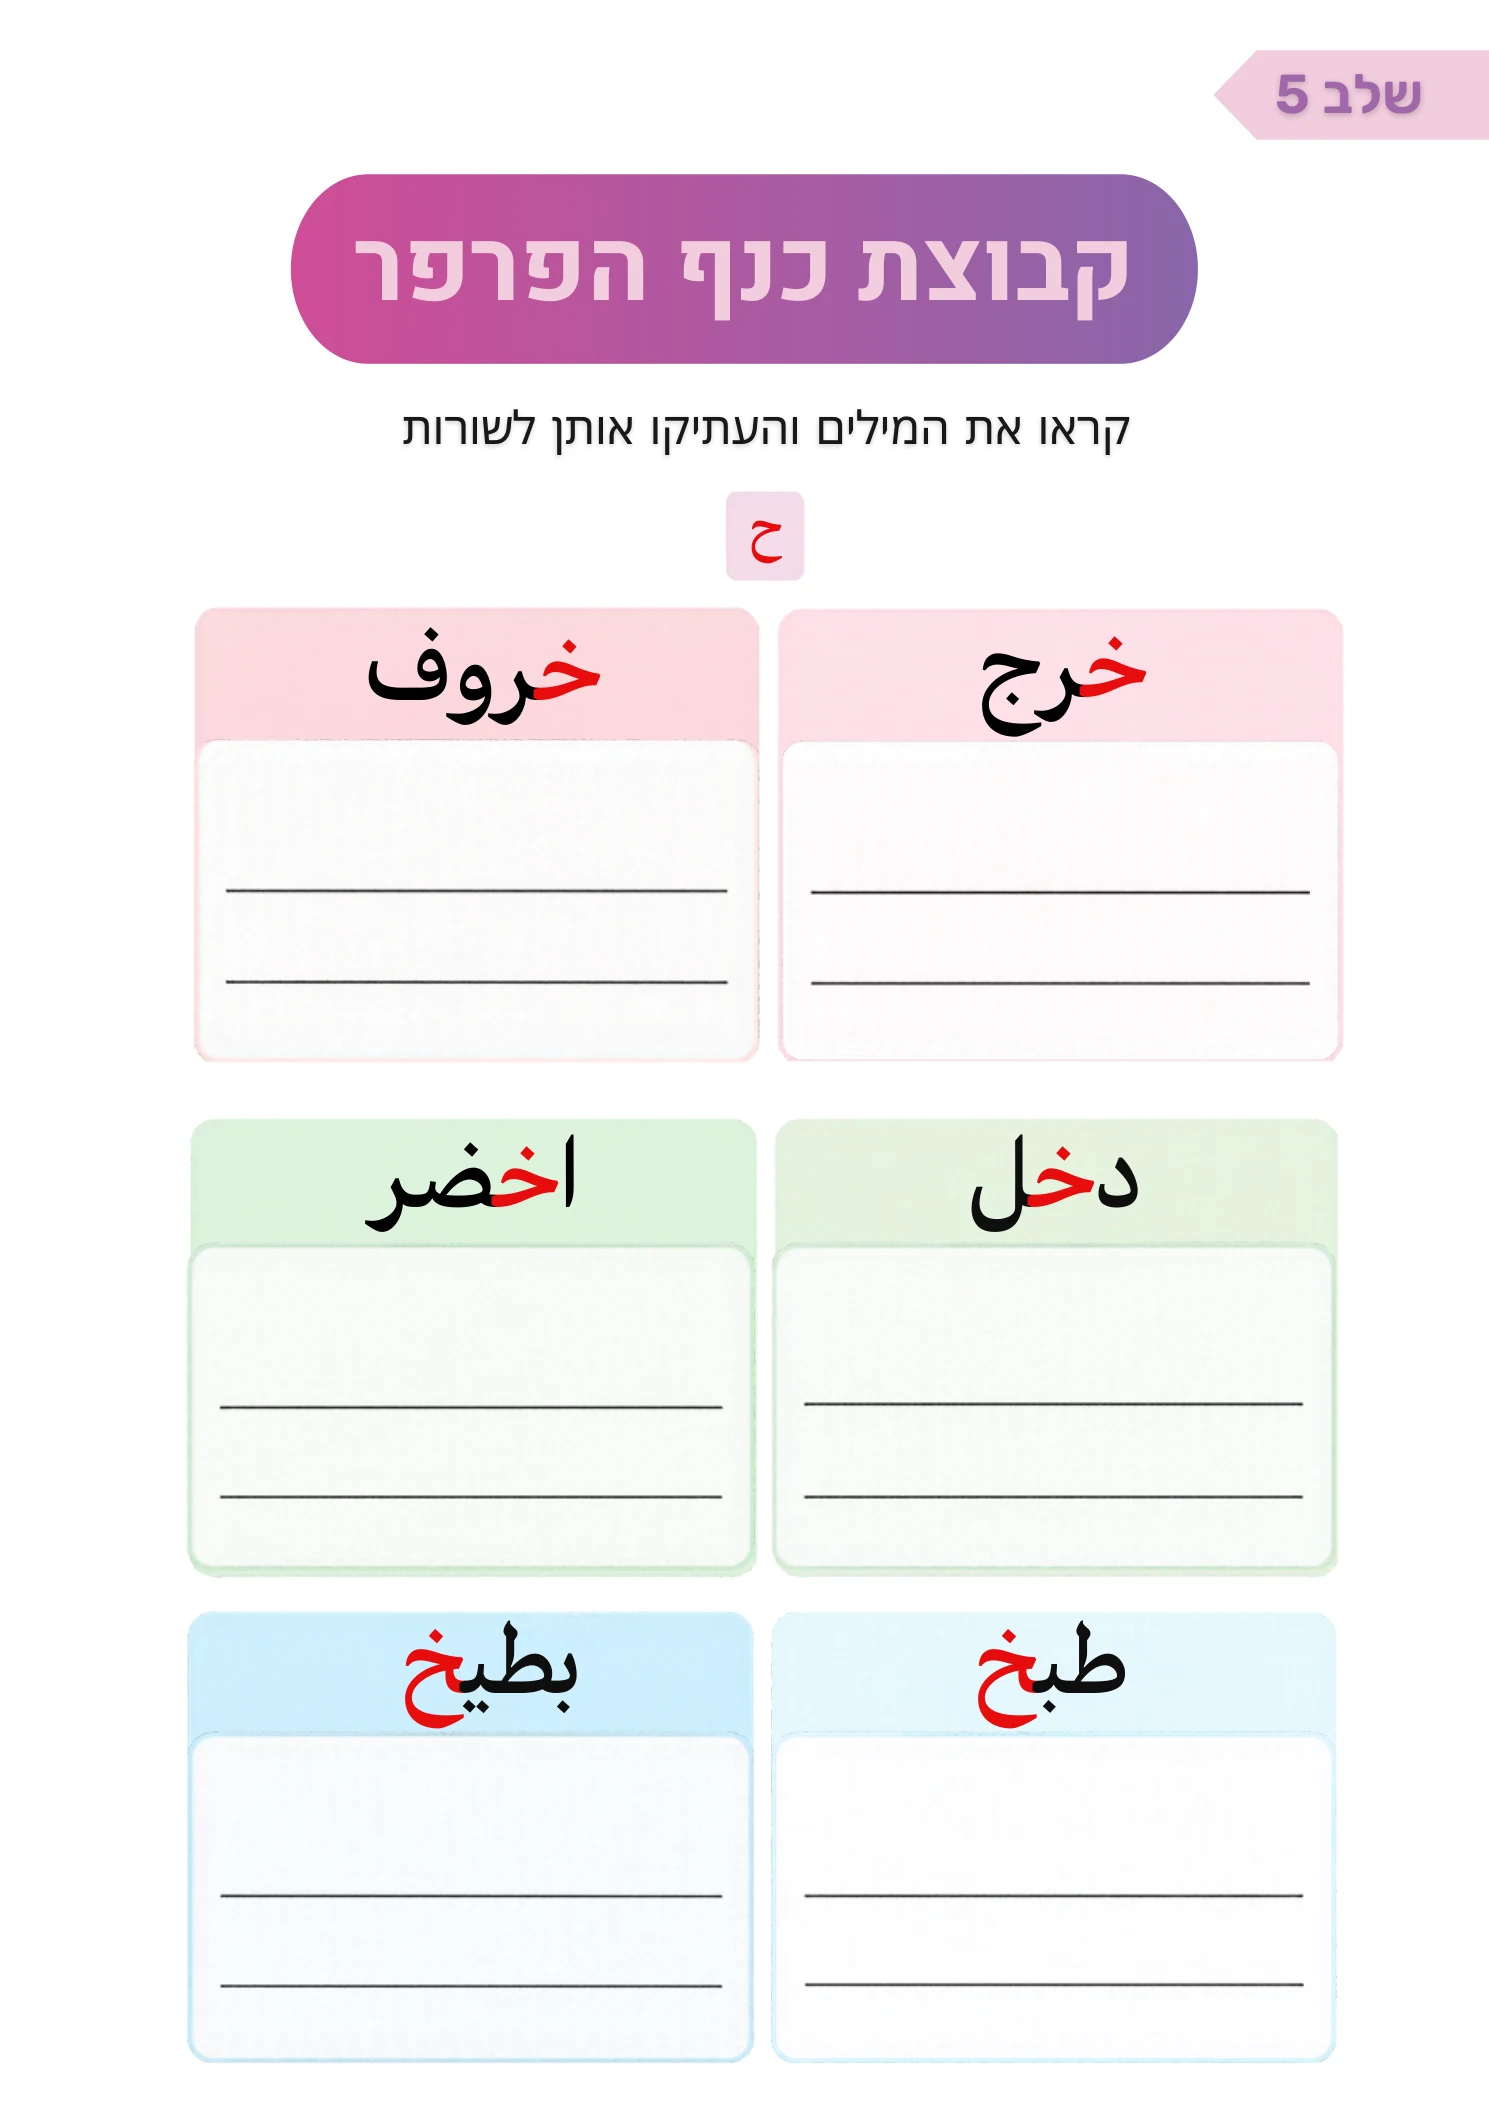 שלב 5
קבוצת כנף הפרפר
קראו את המילים והעתיקו אותן לשורות
ح
خرج
خروف
دخل
اخضر
طبخ
بطيخ